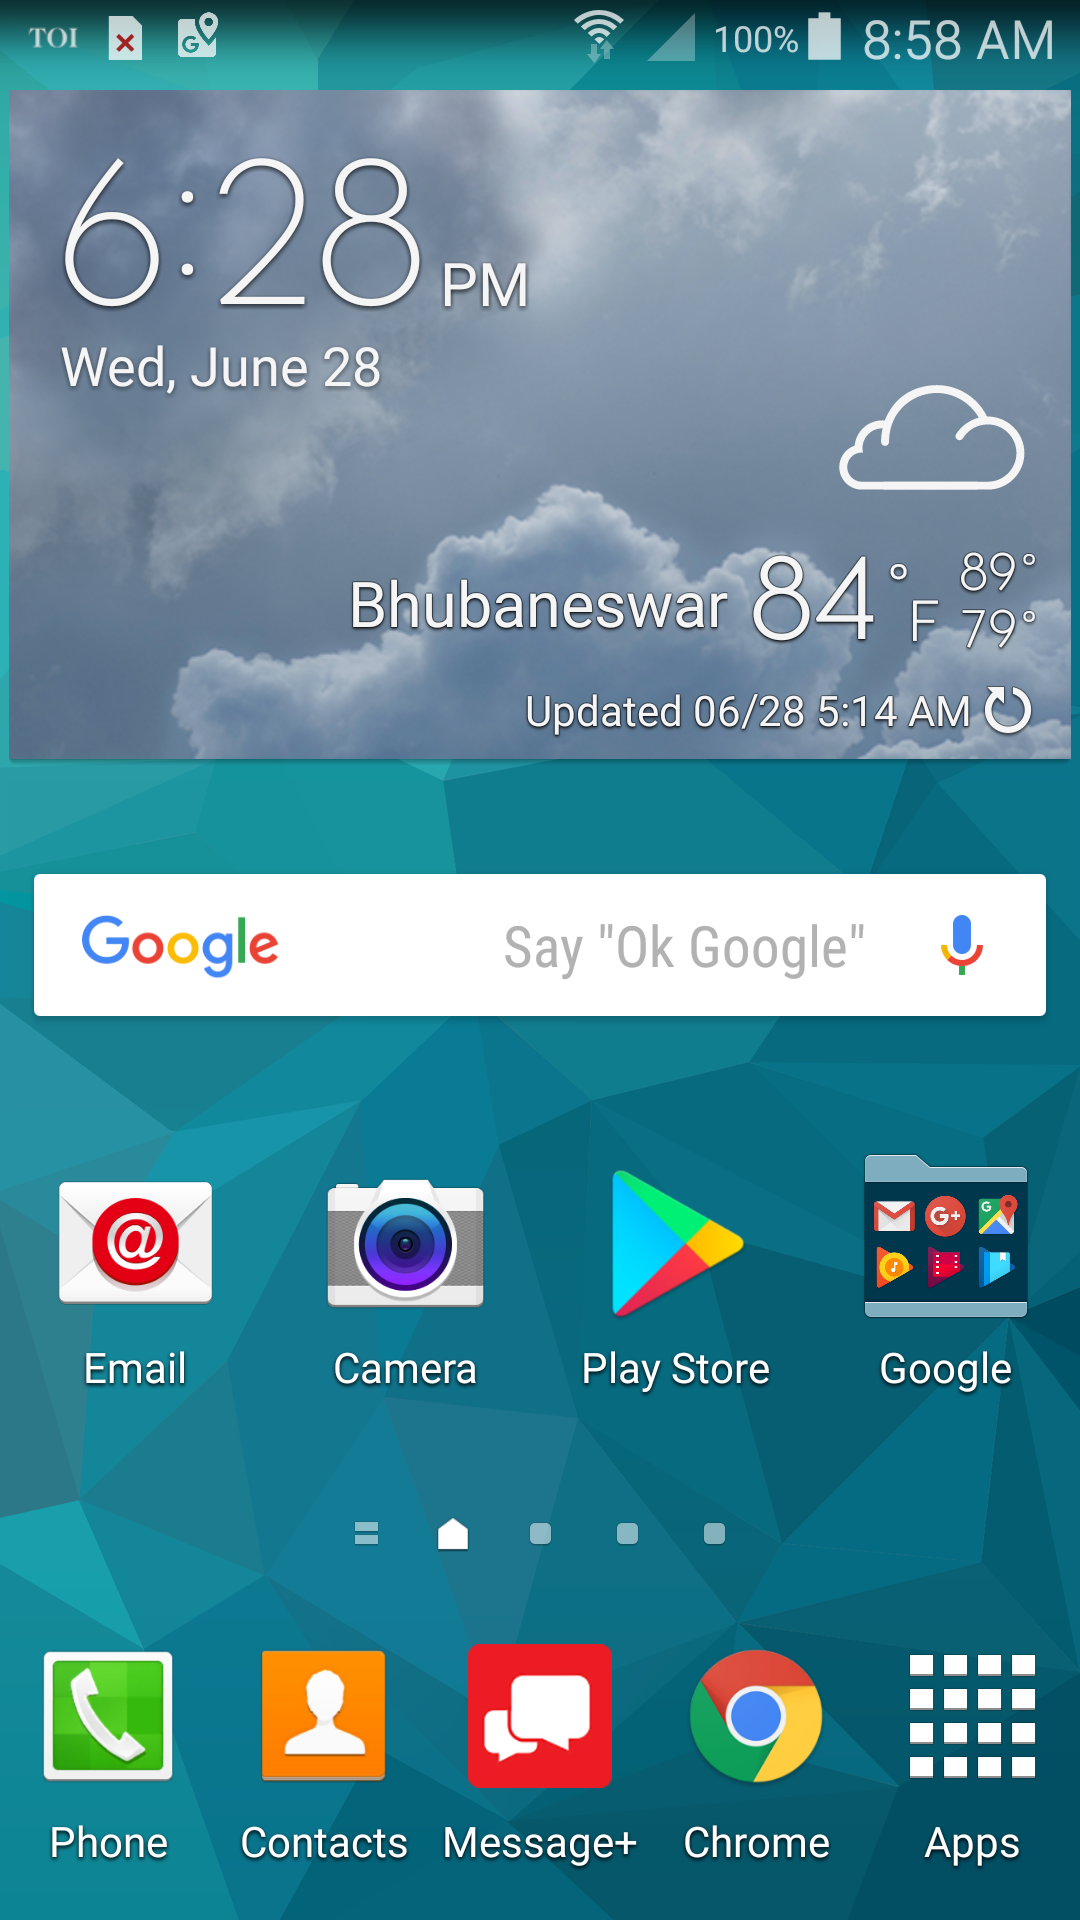 TOI
G
100%
8:58 AM
6:28 PM
Wed, June 28
Bhubaneswar 84° F 89° 79°
Updated 06/28 5:14 AM
Google Say "Ok Google"
@
G+
G
Email Camera Play Store Google
Phone Contacts Message+ Chrome Apps